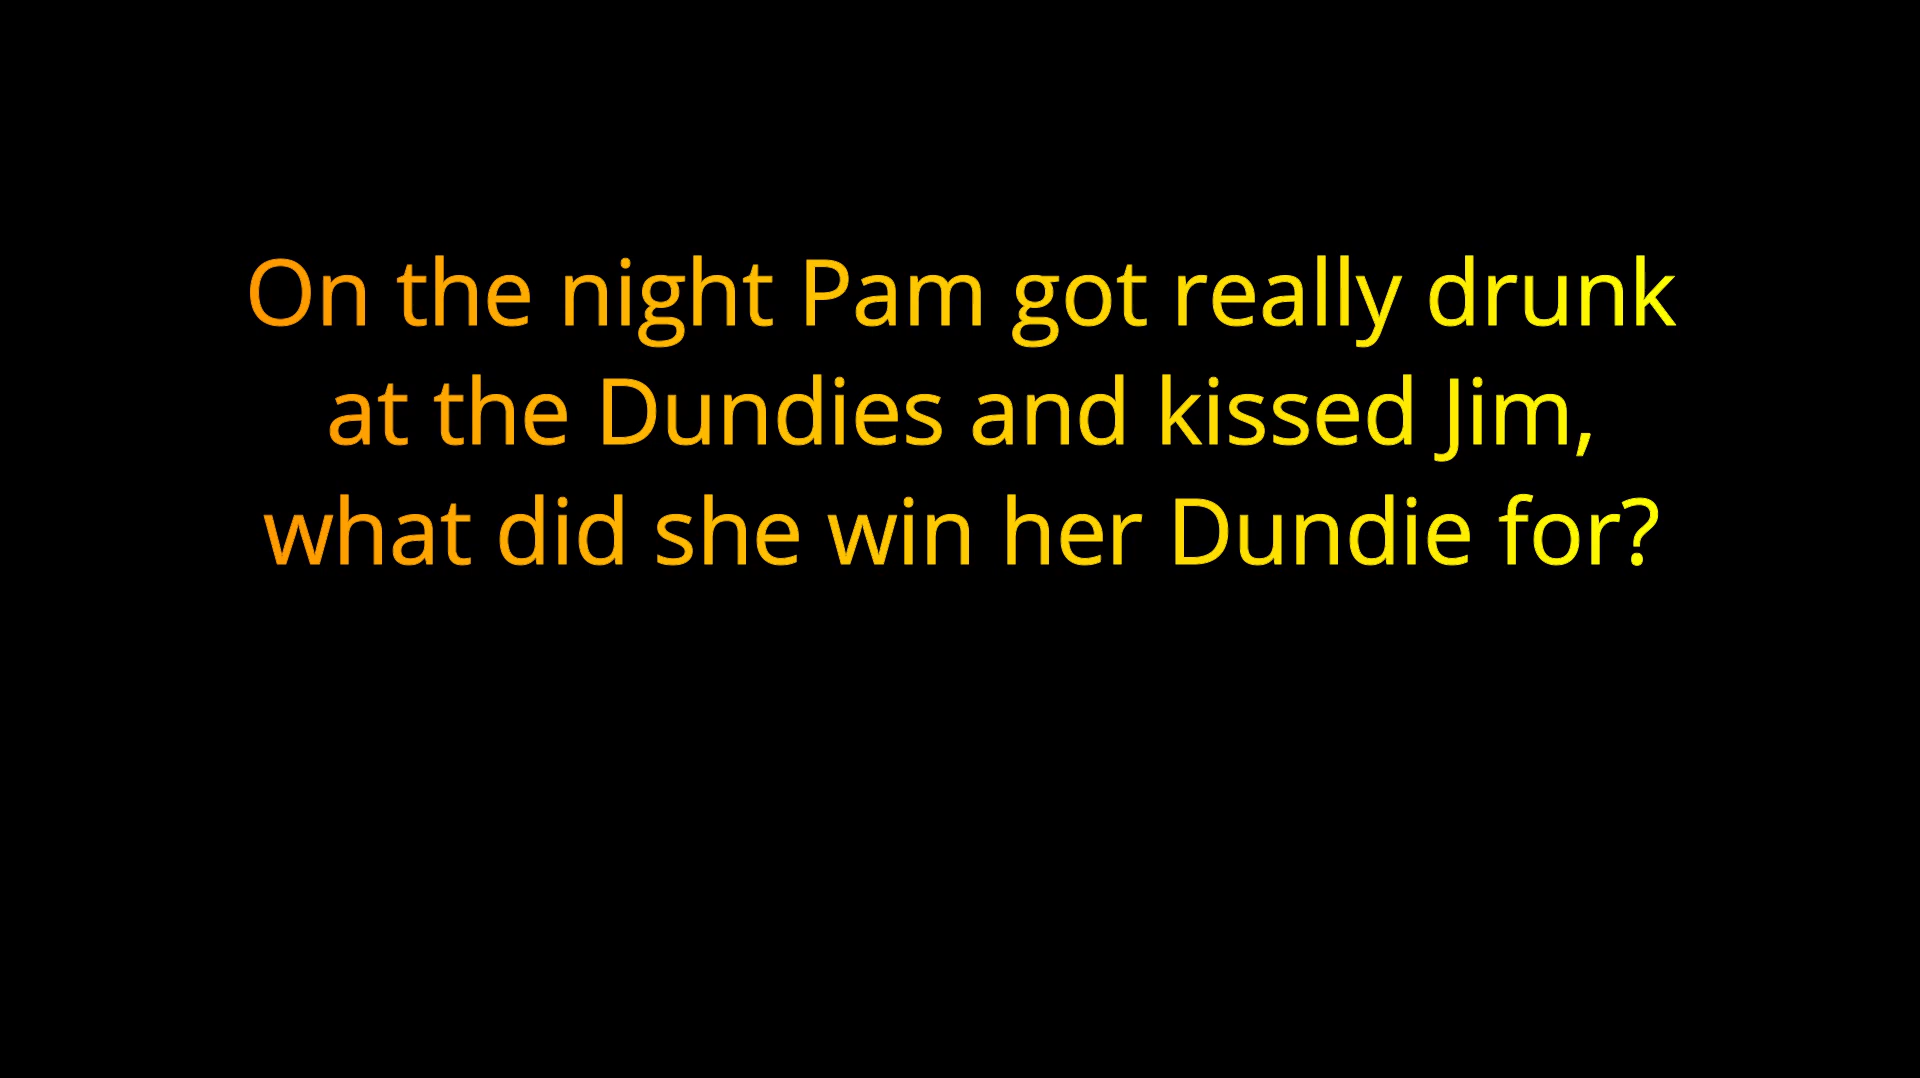 On the night Pam got really drunk
at the Dundies and kissed Jim,
what did she win her Dundie for?